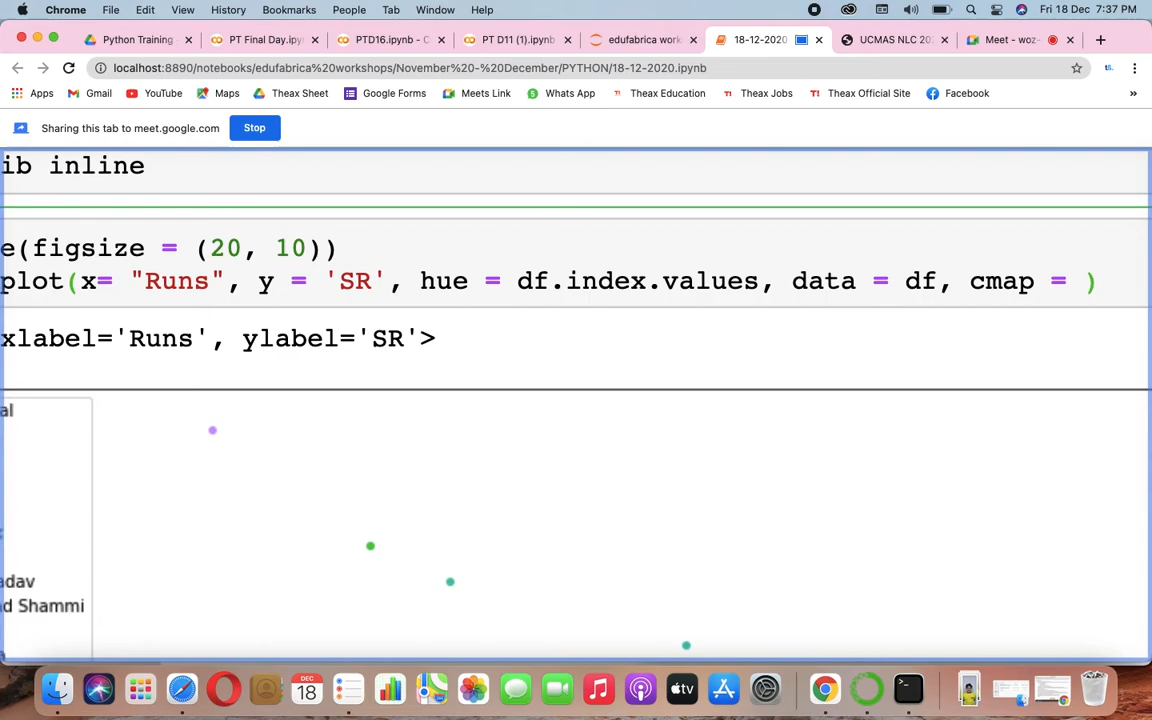 Chrome File Edit View History Bookmarks People Tab Window Help Fri 18 Dec 7:37 PM
Python Training - PT Final Day.ipyn PTD16.ipynb - C PT D11 (1).ipynb edufabrica work 18-12-2020 UCMAS NLC 20 Meet - woz-
localhost:8890/notebooks/edufabrica%20workshops/November%20-%20December/PYTHON/18-12-2020.ipynb
Apps Gmail YouTube Maps Theax Sheet Google Forms Meets Link Whats App Theax Education Theax Jobs Theax Official Site Facebook »
Sharing this tab to meet.google.com Stop
ib inline
e(figsize = (20, 10))
plot(x= "Runs", y = 'SR', hue = df.index.values, data = df, cmap = )
xlabel='Runs', ylabel='SR'>
al
adav
d Shammi
DEC
18
tv